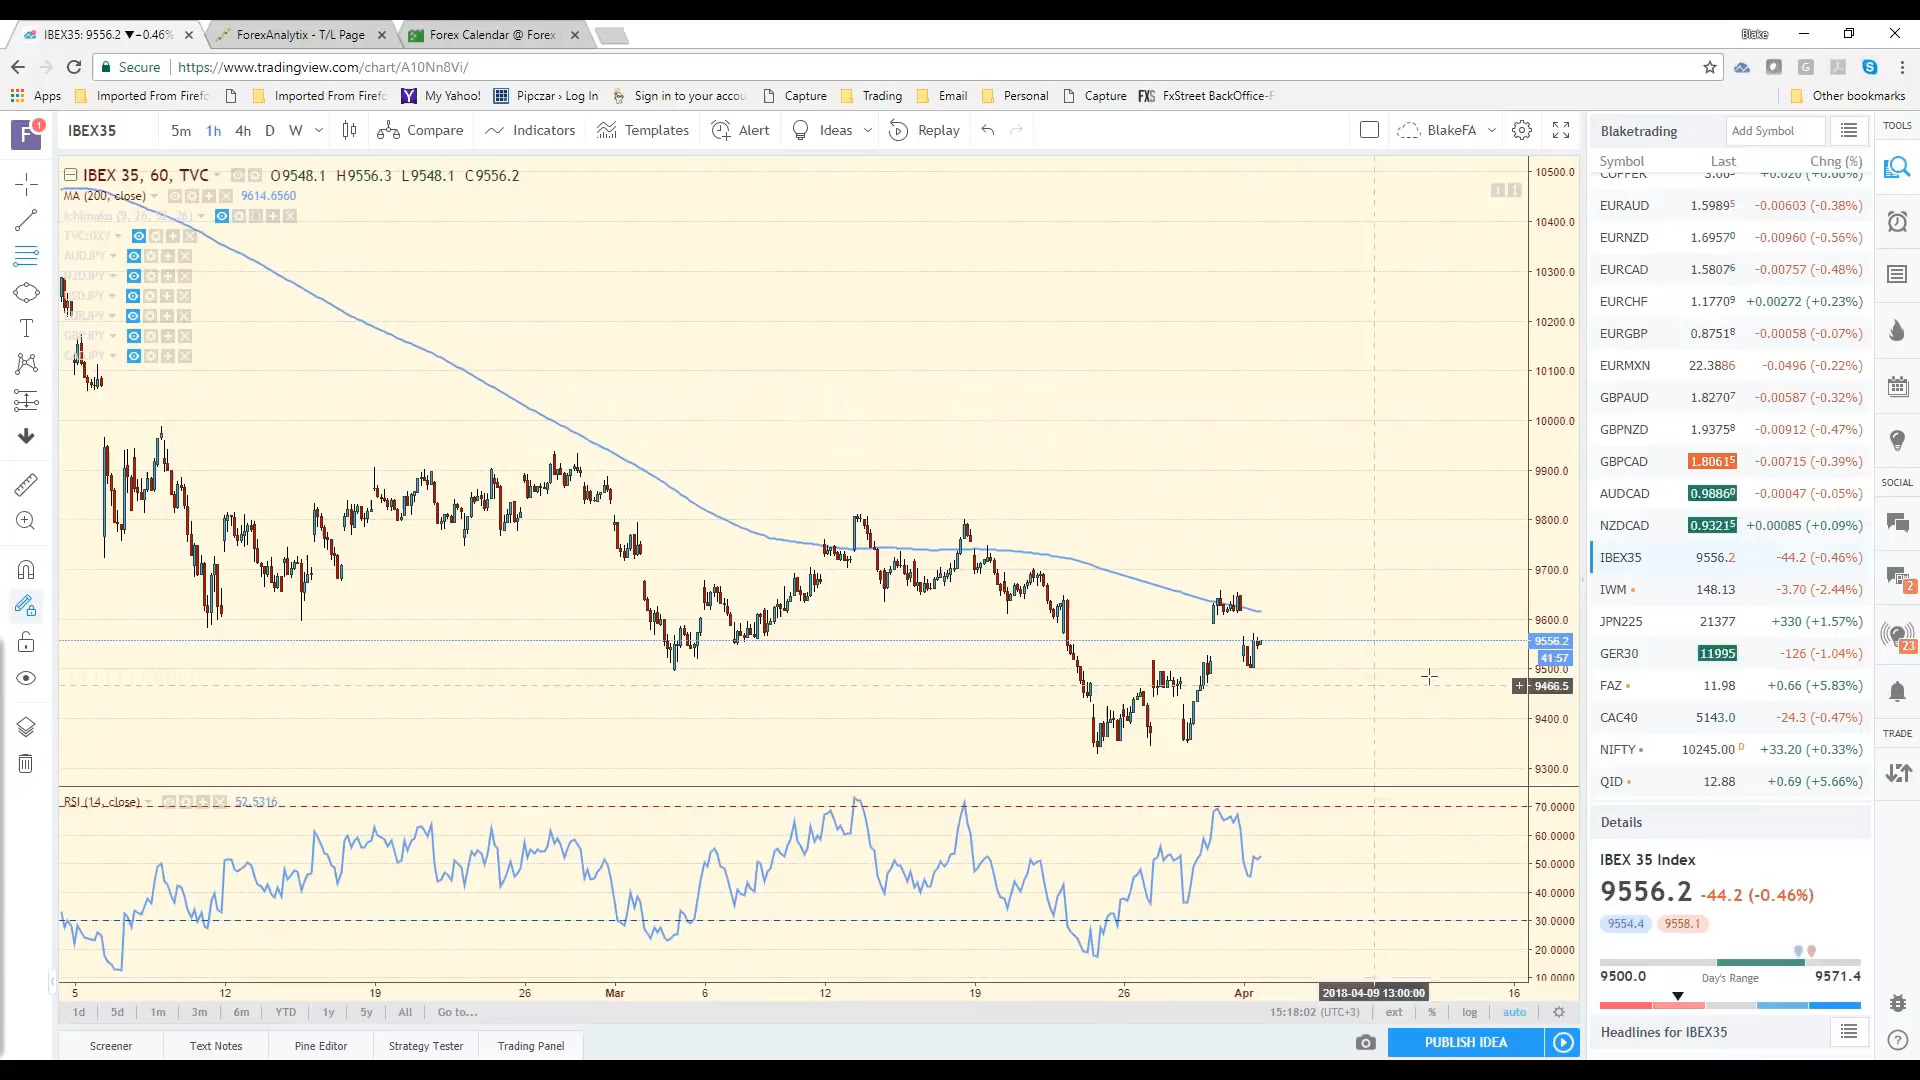 IBEX35: 9556.2 ▼−0.46%
ForexAnalytix - T/L Page
Forex Calendar @ Forex
Blake
Secure
https://www.tradingview.com/chart/A10Nn8Vi/
Apps
Imported From Firefo
Imported From Firefo
My Yahoo!
Pipczar › Log In
Sign in to your accou
Capture
Trading
Email
Personal
Capture
FXS FxStreet BackOffice-F
Other bookmarks
F
1
IBEX35
5m 1h 4h D W
Compare
Indicators
Templates
Alert
Ideas
Replay
BlakeFA
IBEX 35, 60, TVC
O9548.1 H9556.3 L9548.1 C9556.2
MA (200, close)
9614.6560
TVC:DXY
AUDJPY
10500.0
10400.0
10300.0
10200.0
10100.0
10000.0
9900.0
9800.0
9700.0
9600.0
9556.2
41:57
9500.0
9466.5
9400.0
9300.0
RSI (14, close)
52.5316
70.0000
60.0000
50.0000
40.0000
30.0000
20.0000
10.0000
5 12 19 26 Mar 6 12 19 26 Apr 2018-04-09 13:00:00 16
1d 5d 1m 3m 6m YTD 1y 5y All Go to...
15:18:02 (UTC+3) ext % log auto
Screener
Text Notes
Pine Editor
Strategy Tester
Trading Panel
PUBLISH IDEA
Blaketrading
Add Symbol
Symbol Last Chng (%)
EURAUD 1.59895 -0.00603 (-0.38%)
EURNZD 1.69570 -0.00960 (-0.56%)
EURCAD 1.58076 -0.00757 (-0.48%)
EURCHF 1.17709 +0.00272 (+0.23%)
EURGBP 0.87518 -0.00058 (-0.07%)
EURMXN 22.3886 -0.0496 (-0.22%)
GBPAUD 1.82707 -0.00587 (-0.32%)
GBPNZD 1.93758 -0.00912 (-0.47%)
GBPCAD 1.80615 -0.00715 (-0.39%)
AUDCAD 0.98860 -0.00047 (-0.05%)
NZDCAD 0.93215 +0.00085 (+0.09%)
IBEX35 9556.2 -44.2 (-0.46%)
IWM 148.13 -3.70 (-2.44%)
JPN225 21377 +330 (+1.57%)
GER30 11995 -126 (-1.04%)
FAZ 11.98 +0.66 (+5.83%)
CAC40 5143.0 -24.3 (-0.47%)
NIFTY 10245.00 D +33.20 (+0.33%)
QID 12.88 +0.69 (+5.66%)
Details
IBEX 35 Index
9556.2 -44.2 (-0.46%)
9554.4 9558.1
9500.0 Day's Range 9571.4
Headlines for IBEX35
TOOLS
SOCIAL
2
23
TRADE